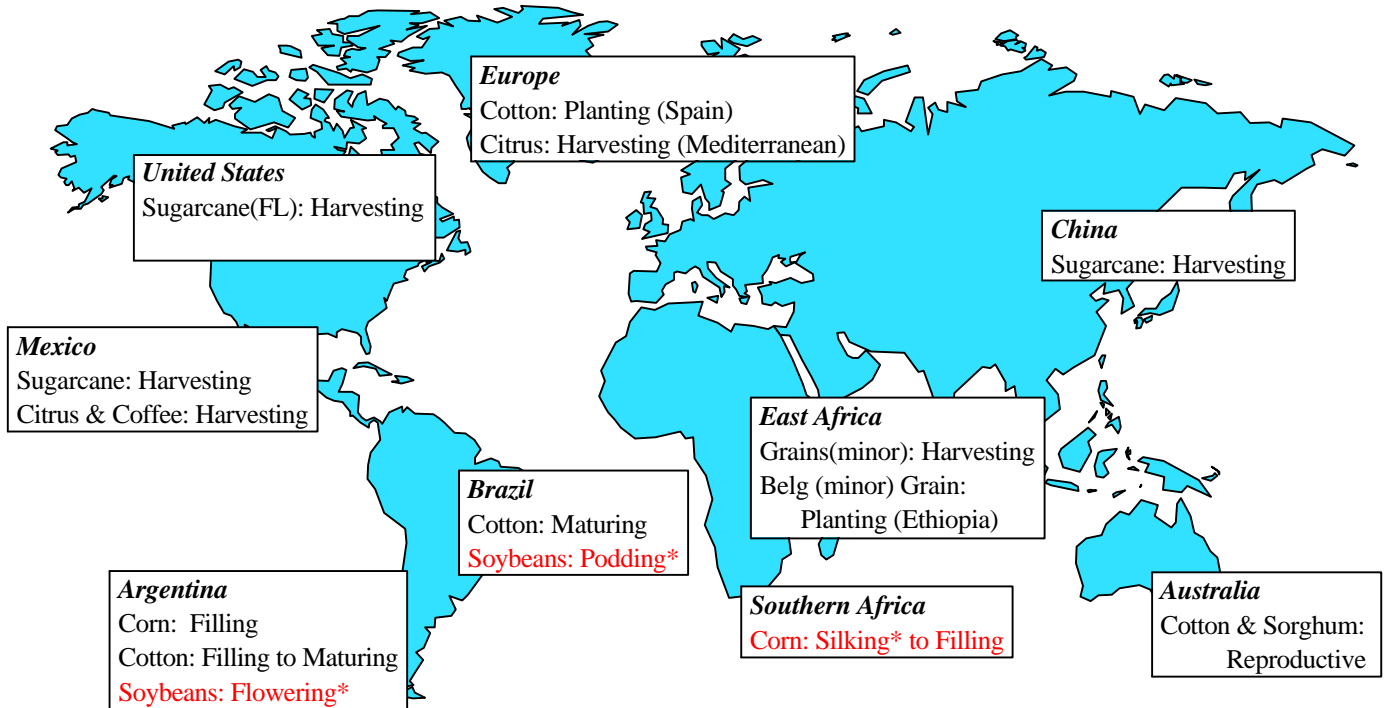 Europe
Cotton: Planting (Spain)
Citrus: Harvesting (Mediterranean)
United States
Sugarcane(FL): Harvesting
China
Sugarcane: Harvesting
Mexico
Sugarcane: Harvesting
Citrus & Coffee: Harvesting
East Africa
Grains(minor): Harvesting
Belg (minor) Grain:
Planting (Ethiopia)
Brazil
Cotton: Maturing
Soybeans: Podding*
Argentina
Corn: Filling
Cotton: Filling to Maturing
Soybeans: Flowering*
Southern Africa
Corn: Silking* to Filling
Australia
Cotton & Sorghum:
Reproductive